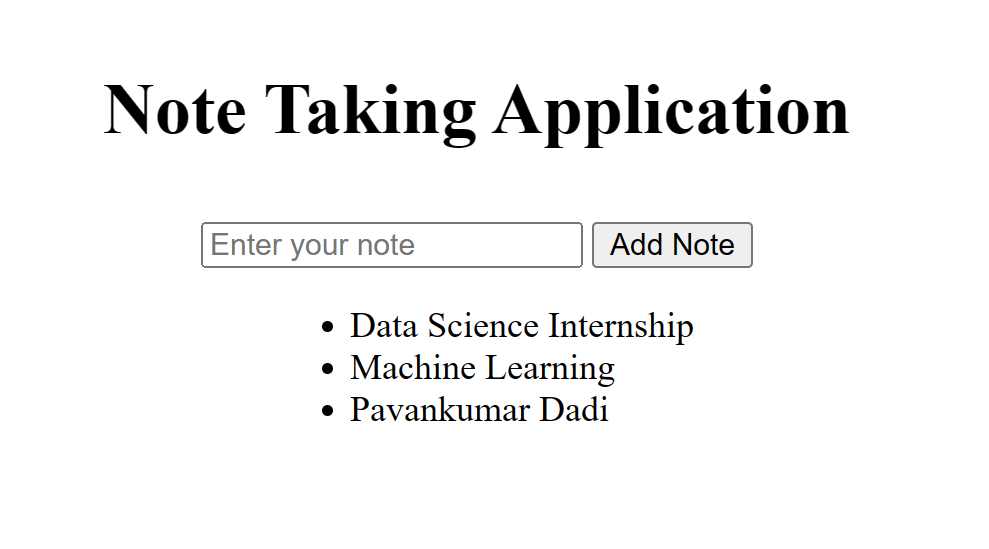 Note Taking Application
Enter your note Add Note
Data Science Internship
Machine Learning
Pavankumar Dadi